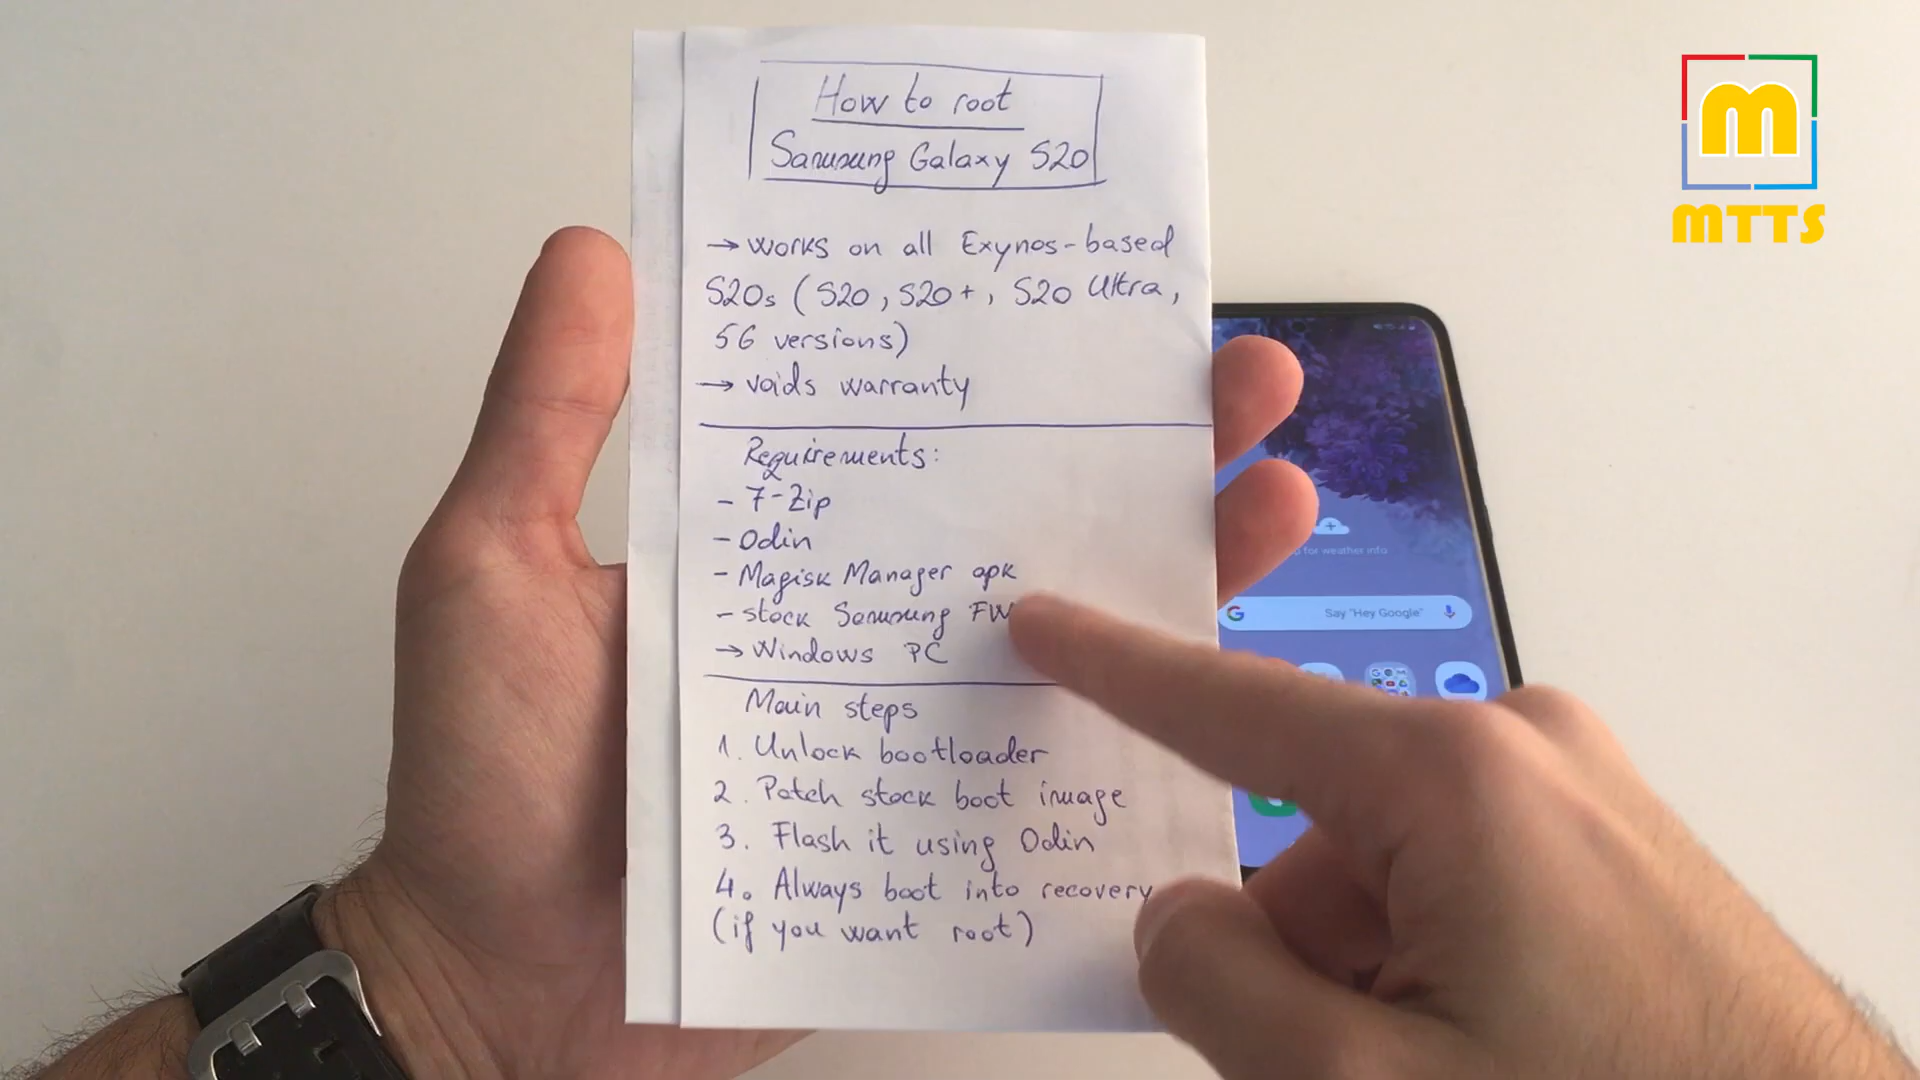 How to root
Samsung Galaxy S20
→ works on all Exynos-based
S20s (S20, S20+, S20 Ultra,
5G versions)
→ voids warranty
Requirements:
- 7-Zip
- Odin
- Magisk Manager apk
- stock Samsung FW
→ Windows PC
Main steps
1. Unlock bootloader
2. Patch stock boot image
3. Flash it using Odin
4. Always boot into recovery
(if you want root)
M
MTTS
for weather info
G
Say "Hey Google"